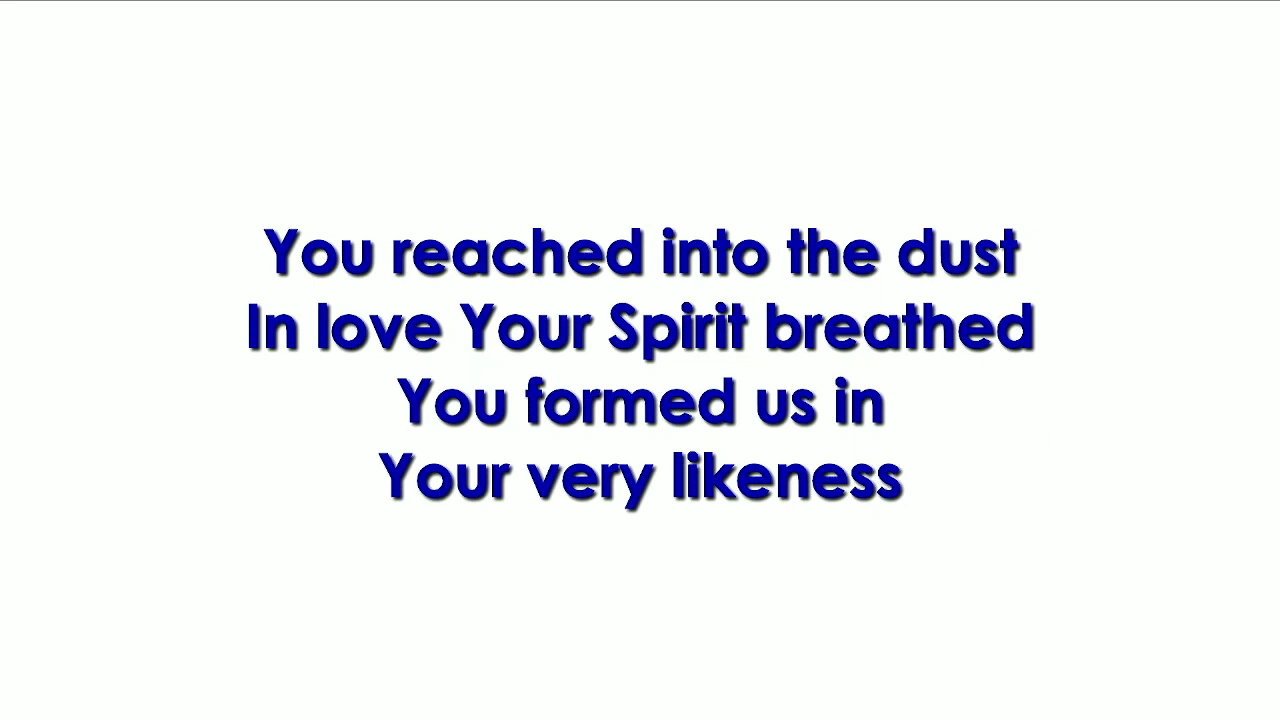 You reached into the dust
In love Your Spirit breathed
You formed us in
Your very likeness